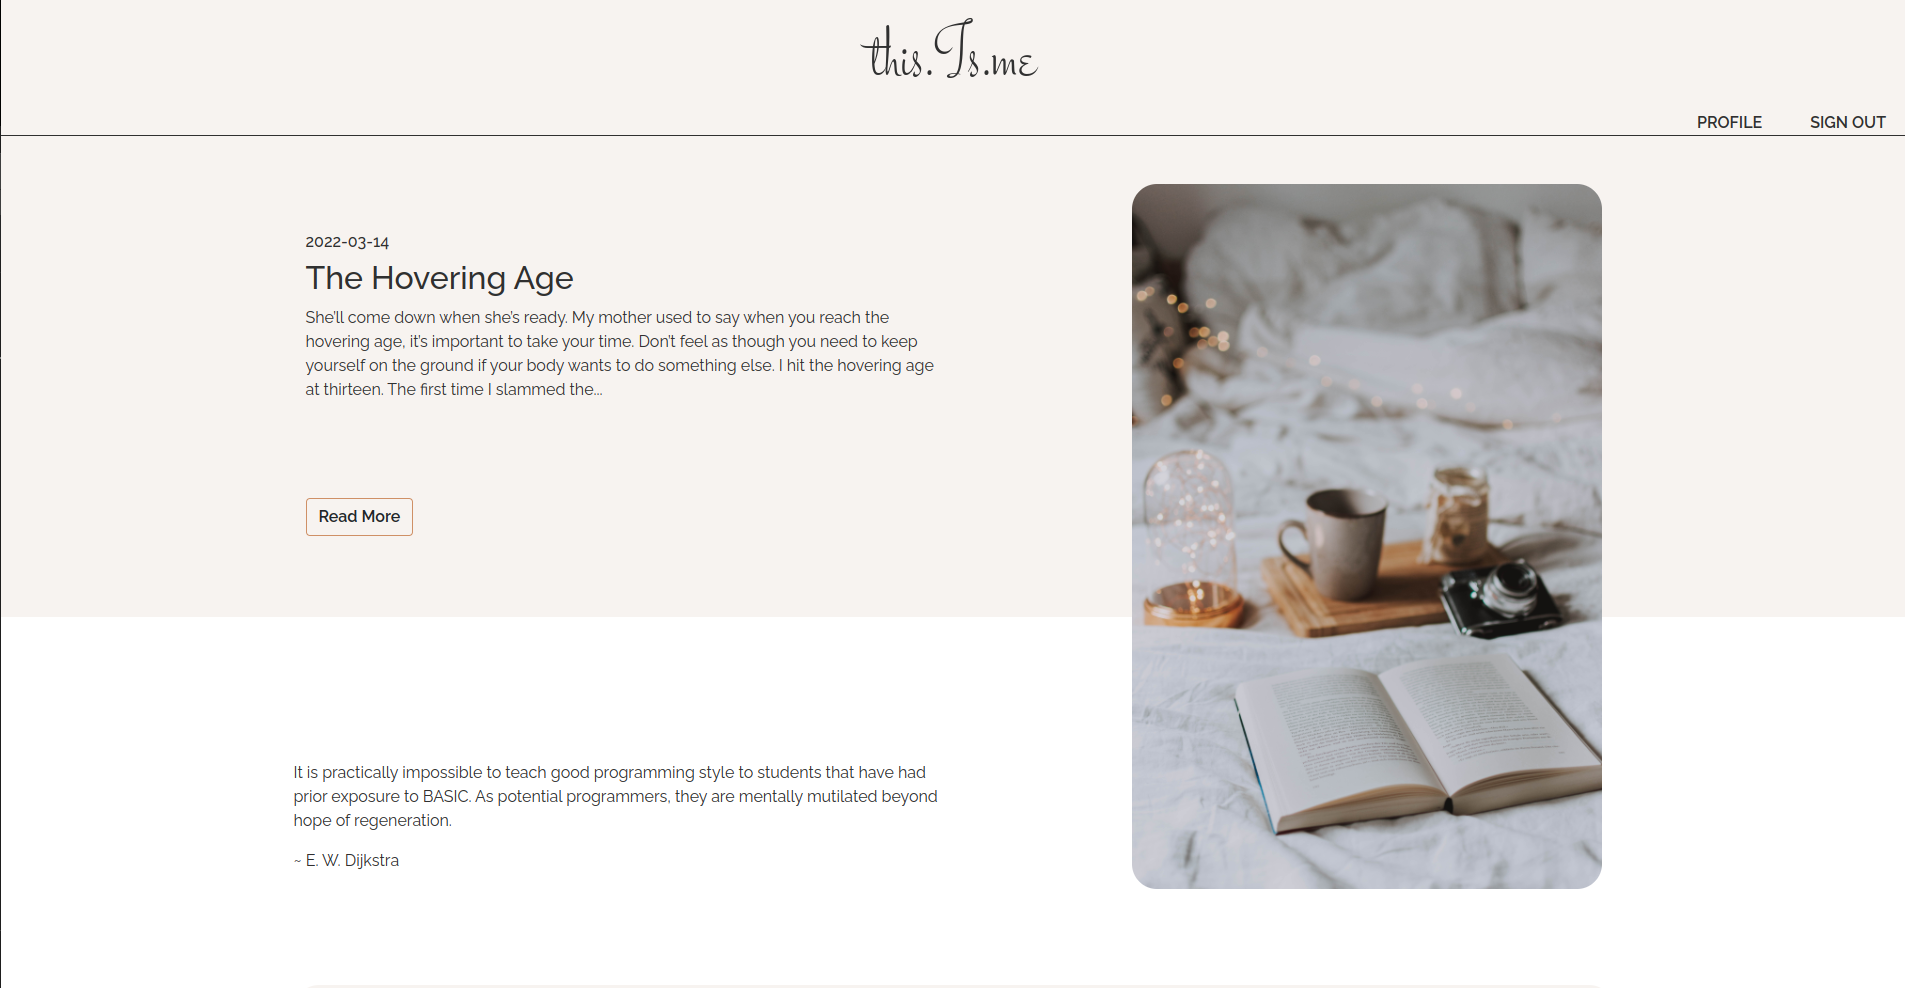 this.Is.me
PROFILE SIGN OUT
2022-03-14
The Hovering Age
She'll come down when she's ready. My mother used to say when you reach the
hovering age, it's important to take your time. Don't feel as though you need to keep
yourself on the ground if your body wants to do something else. I hit the hovering age
at thirteen. The first time I slammed the...
Read More
It is practically impossible to teach good programming style to students that have had
prior exposure to BASIC. As potential programmers, they are mentally mutilated beyond
hope of regeneration.
~ E. W. Dijkstra